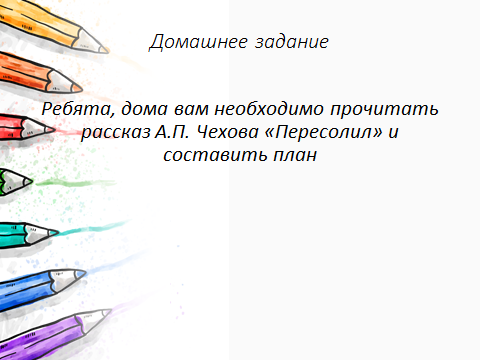 Домашнее задание
Ребята, дома вам необходимо прочитать
рассказ А.П. Чехова «Пересолил» и
составить план